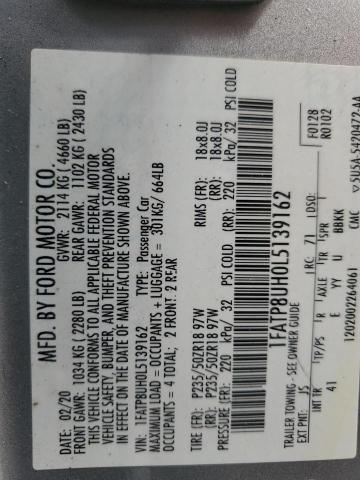 MFD. BY FORD MOTOR CO.
02/20 GVWR: 2114 KG ( 4660 LB)
FRONT GAWR: 1034 KG ( 2280 LB) REAR GAWR: 1102 KG ( 2430 LB)
THIS VEHICLE CONFORMS TO ALL APPLICABLE FEDERAL MOTOR
VEHICLE SAFETY, BUMPER, AND THEFT PREVENTION STANDARDS
IN EFFECT ON THE DATE OF MANUFACTURE SHOWN ABOVE.
VIN: 1FATP8UH0L5139162 TYPE: Passenger Car
MAXIMUM LOAD = OCCUPANTS + LUGGAGE = 301KG/ 664LB
OCCUPANTS = 4 TOTAL; 2 FRONT 2 REAR
TIRE (FR): P235/50ZR18 97W RIMS (FR): 18x8.0J
TIRE (RR): P235/50ZR18 97W (RR): 18x8.0J
PRESSURE (FR): 220 kPa/ 32 PSI COLD (RR): 220 kPa/ 32 PSI COLD
1FATP8UH0L5139162
TRAILER TOWING - SEE OWNER GUIDE F0128
EXT PNT: J5 RC: 71 DSO: R0102
INT TR TP/PS R AXLE TR SPR
41 I E YY U BBKK